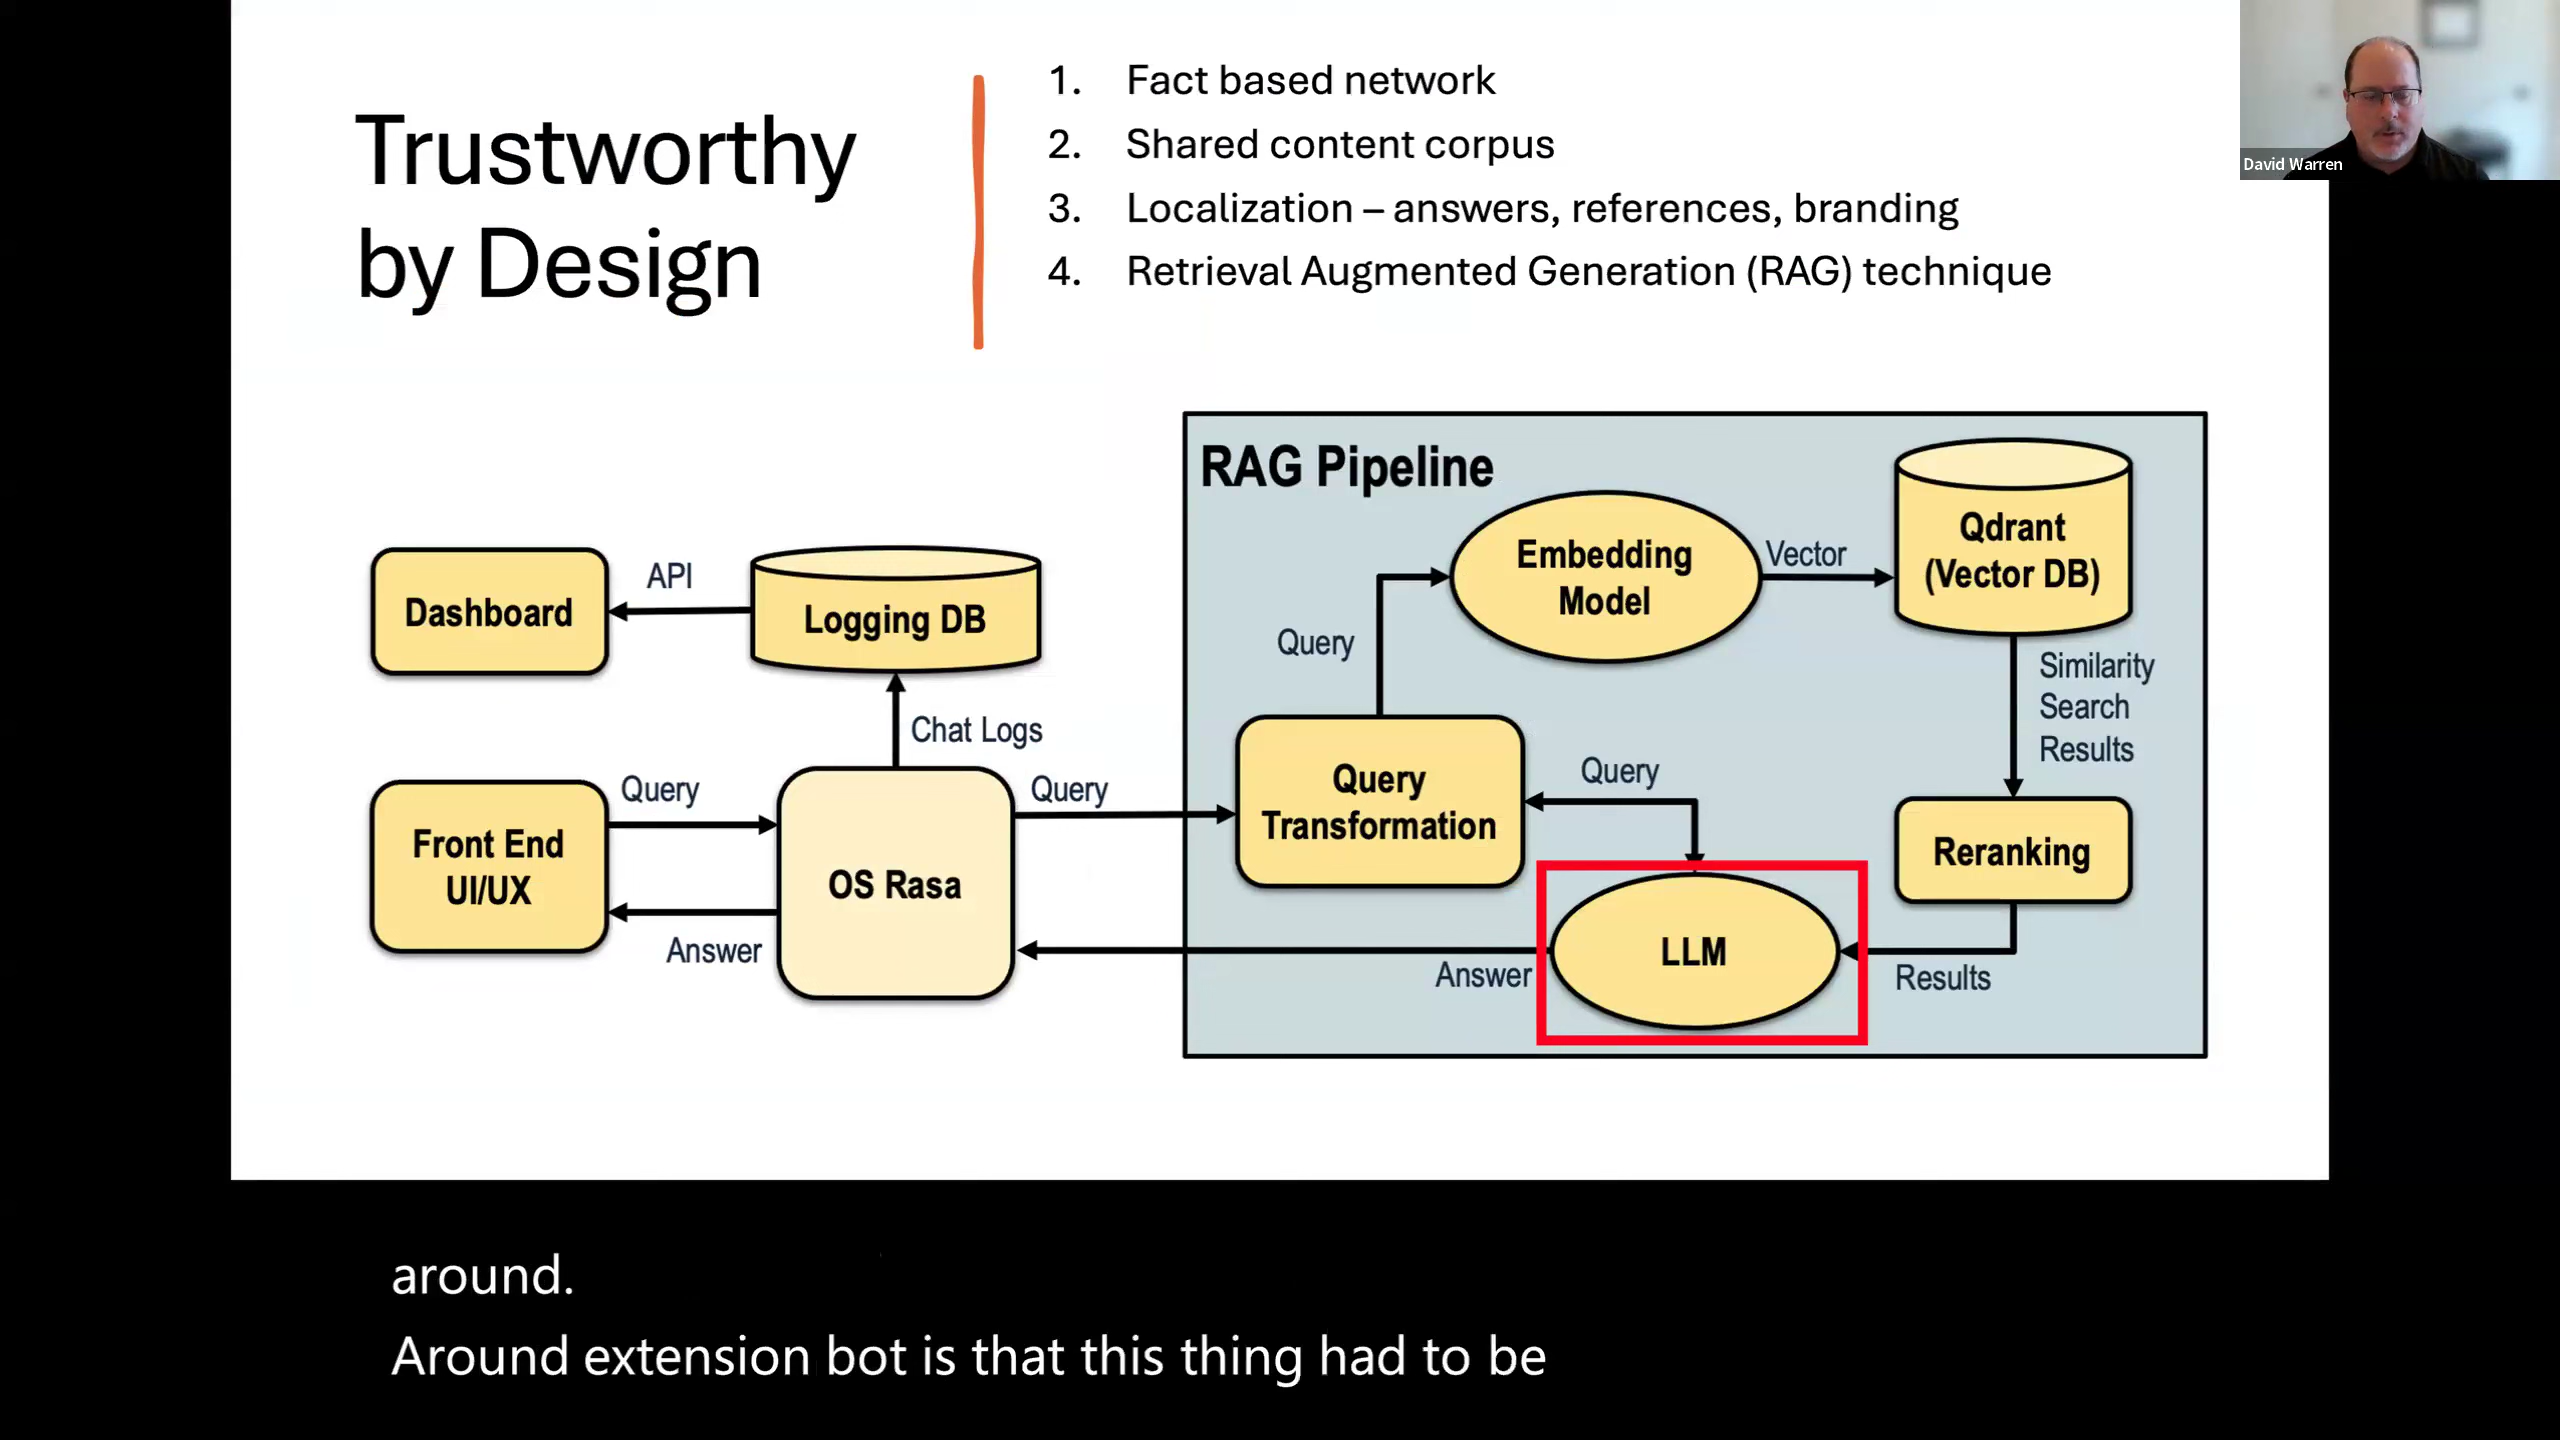 Trustworthy
by Design
1. Fact based network
2. Shared content corpus
3. Localization – answers, references, branding
4. Retrieval Augmented Generation (RAG) technique
David Warren
RAG Pipeline
Embedding
Model
Vector
Qdrant
(Vector DB)
Dashboard
API
Logging DB
Query
Similarity
Search
Results
Chat Logs
Front End
UI/UX
Query
Answer
OS Rasa
Query
Query
Transformation
Query
Reranking
LLM
Answer
Results
around.
Around extension bot is that this thing had to be